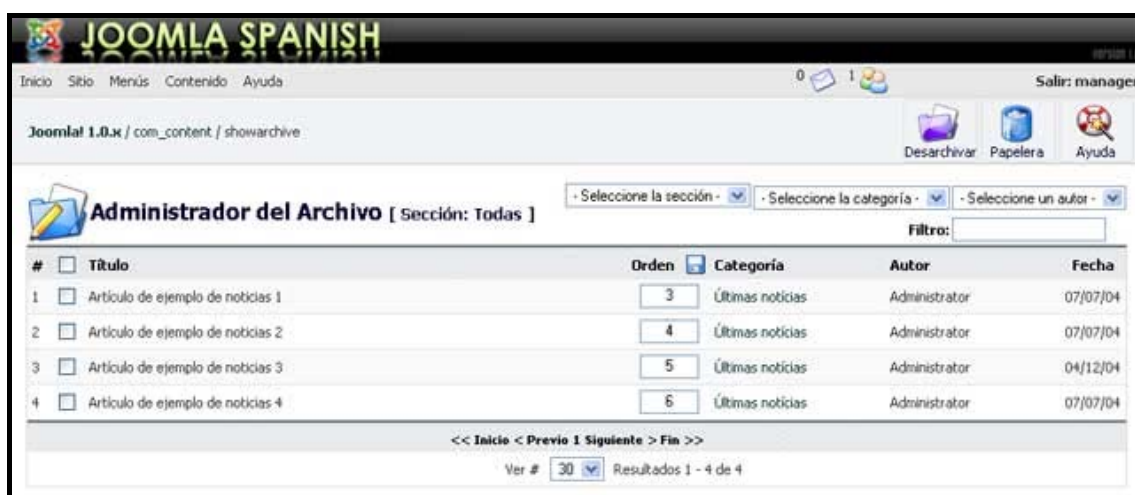 JOOMLA SPANISH
Inicio Sitio Menús Contenido Ayuda 0 1 Salir: manager
Joomla! 1.0.x / com_content / showarchive
Desarchivar Papelera Ayuda
Administrador del Archivo [ Sección: Todas ]
- Seleccione la sección - - Seleccione la categoría - - Seleccione un autor -
Filtro:
# Título Orden Categoría Autor Fecha
1 Artículo de ejemplo de noticias 1 3 Últimas notícias Administrator 07/07/04
2 Artículo de ejemplo de noticias 2 4 Últimas notícias Administrator 07/07/04
3 Artículo de ejemplo de noticias 3 5 Últimas notícias Administrator 04/12/04
4 Artículo de ejemplo de noticias 4 6 Últimas notícias Administrator 07/07/04
<< Inicio < Previo 1 Siguiente > Fin >>
Ver # 30 Resultados 1 - 4 de 4